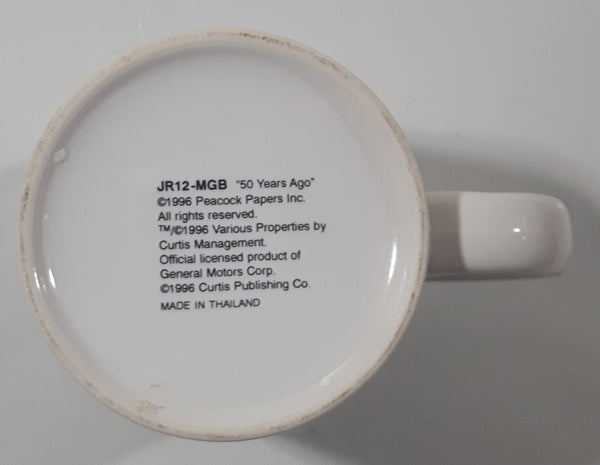 JR12-MGB "50 Years Ago"
©1996 Peacock Papers Inc.
All rights reserved.
™/©1996 Various Properties by
Curtis Management.
Official licensed product of
General Motors Corp.
©1996 Curtis Publishing Co.
MADE IN THAILAND